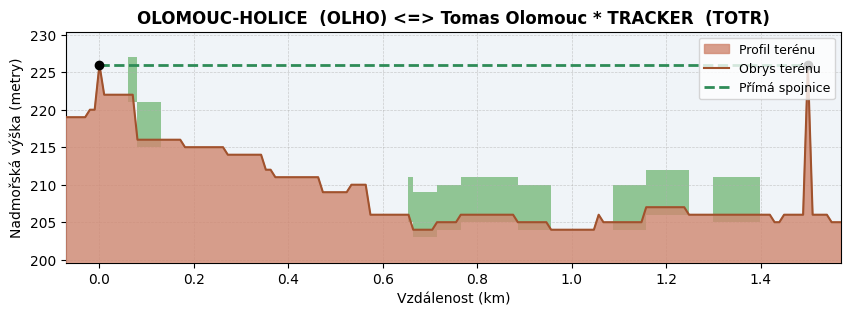 OLOMOUC-HOLICE (OLHO) <=> Tomas Olomouc * TRACKER (TOTR)
Nadmořská výška (metry)
230
225
220
215
210
205
200
Profil terénu
Obrys terénu
Přímá spojnice
0.0 0.2 0.4 0.6 0.8 1.0 1.2 1.4
Vzdálenost (km)